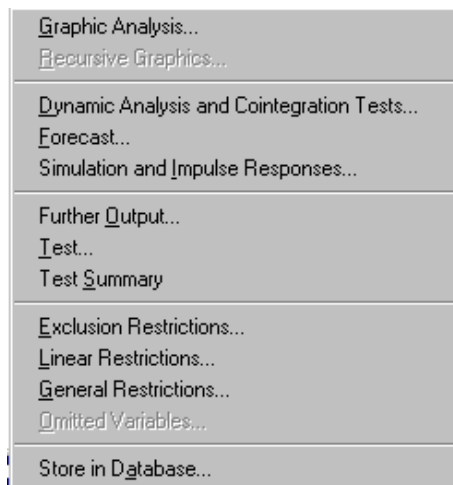 Graphic Analysis...
Recursive Graphics...
Dynamic Analysis and Cointegration Tests...
Forecast...
Simulation and Impulse Responses...
Further Output...
Test...
Test Summary
Exclusion Restrictions...
Linear Restrictions...
General Restrictions...
Omitted Variables...
Store in Database...